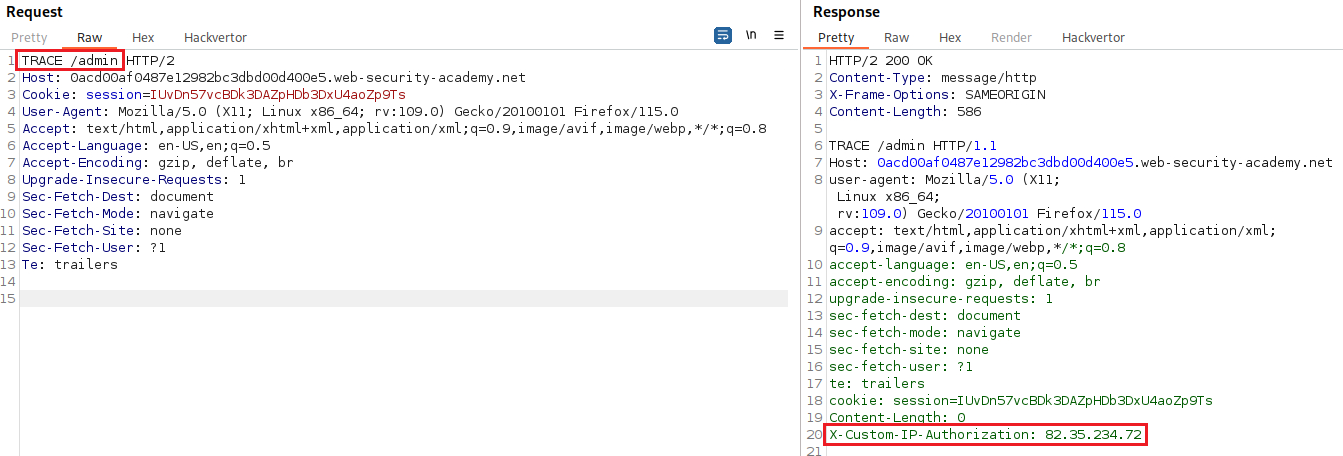 Request
Pretty Raw Hex Hackvertor \n
1 TRACE /admin HTTP/2
2 Host: 0acd00af0487e12982bc3dbd00d400e5.web-security-academy.net
3 Cookie: session=IUvDn57vcBDk3DAZpHDb3DxU4aoZp9Ts
4 User-Agent: Mozilla/5.0 (X11; Linux x86_64; rv:109.0) Gecko/20100101 Firefox/115.0
5 Accept: text/html,application/xhtml+xml,application/xml;q=0.9,image/avif,image/webp,*/*;q=0.8
6 Accept-Language: en-US,en;q=0.5
7 Accept-Encoding: gzip, deflate, br
8 Upgrade-Insecure-Requests: 1
9 Sec-Fetch-Dest: document
10 Sec-Fetch-Mode: navigate
11 Sec-Fetch-Site: none
12 Sec-Fetch-User: ?1
13 Te: trailers
14
15
Response
Pretty Raw Hex Render Hackvertor
1 HTTP/2 200 OK
2 Content-Type: message/http
3 X-Frame-Options: SAMEORIGIN
4 Content-Length: 586
5
6 TRACE /admin HTTP/1.1
7 Host: 0acd00af0487e12982bc3dbd00d400e5.web-security-academy.net
8 user-agent: Mozilla/5.0 (X11;
Linux x86_64;
rv:109.0) Gecko/20100101 Firefox/115.0
9 accept: text/html,application/xhtml+xml,application/xml;
q=0.9,image/avif,image/webp,*/*;q=0.8
10 accept-language: en-US,en;q=0.5
11 accept-encoding: gzip, deflate, br
12 upgrade-insecure-requests: 1
13 sec-fetch-dest: document
14 sec-fetch-mode: navigate
15 sec-fetch-site: none
16 sec-fetch-user: ?1
17 te: trailers
18 cookie: session=IUvDn57vcBDk3DAZpHDb3DxU4aoZp9Ts
19 Content-Length: 0
20 X-Custom-IP-Authorization: 82.35.234.72
21